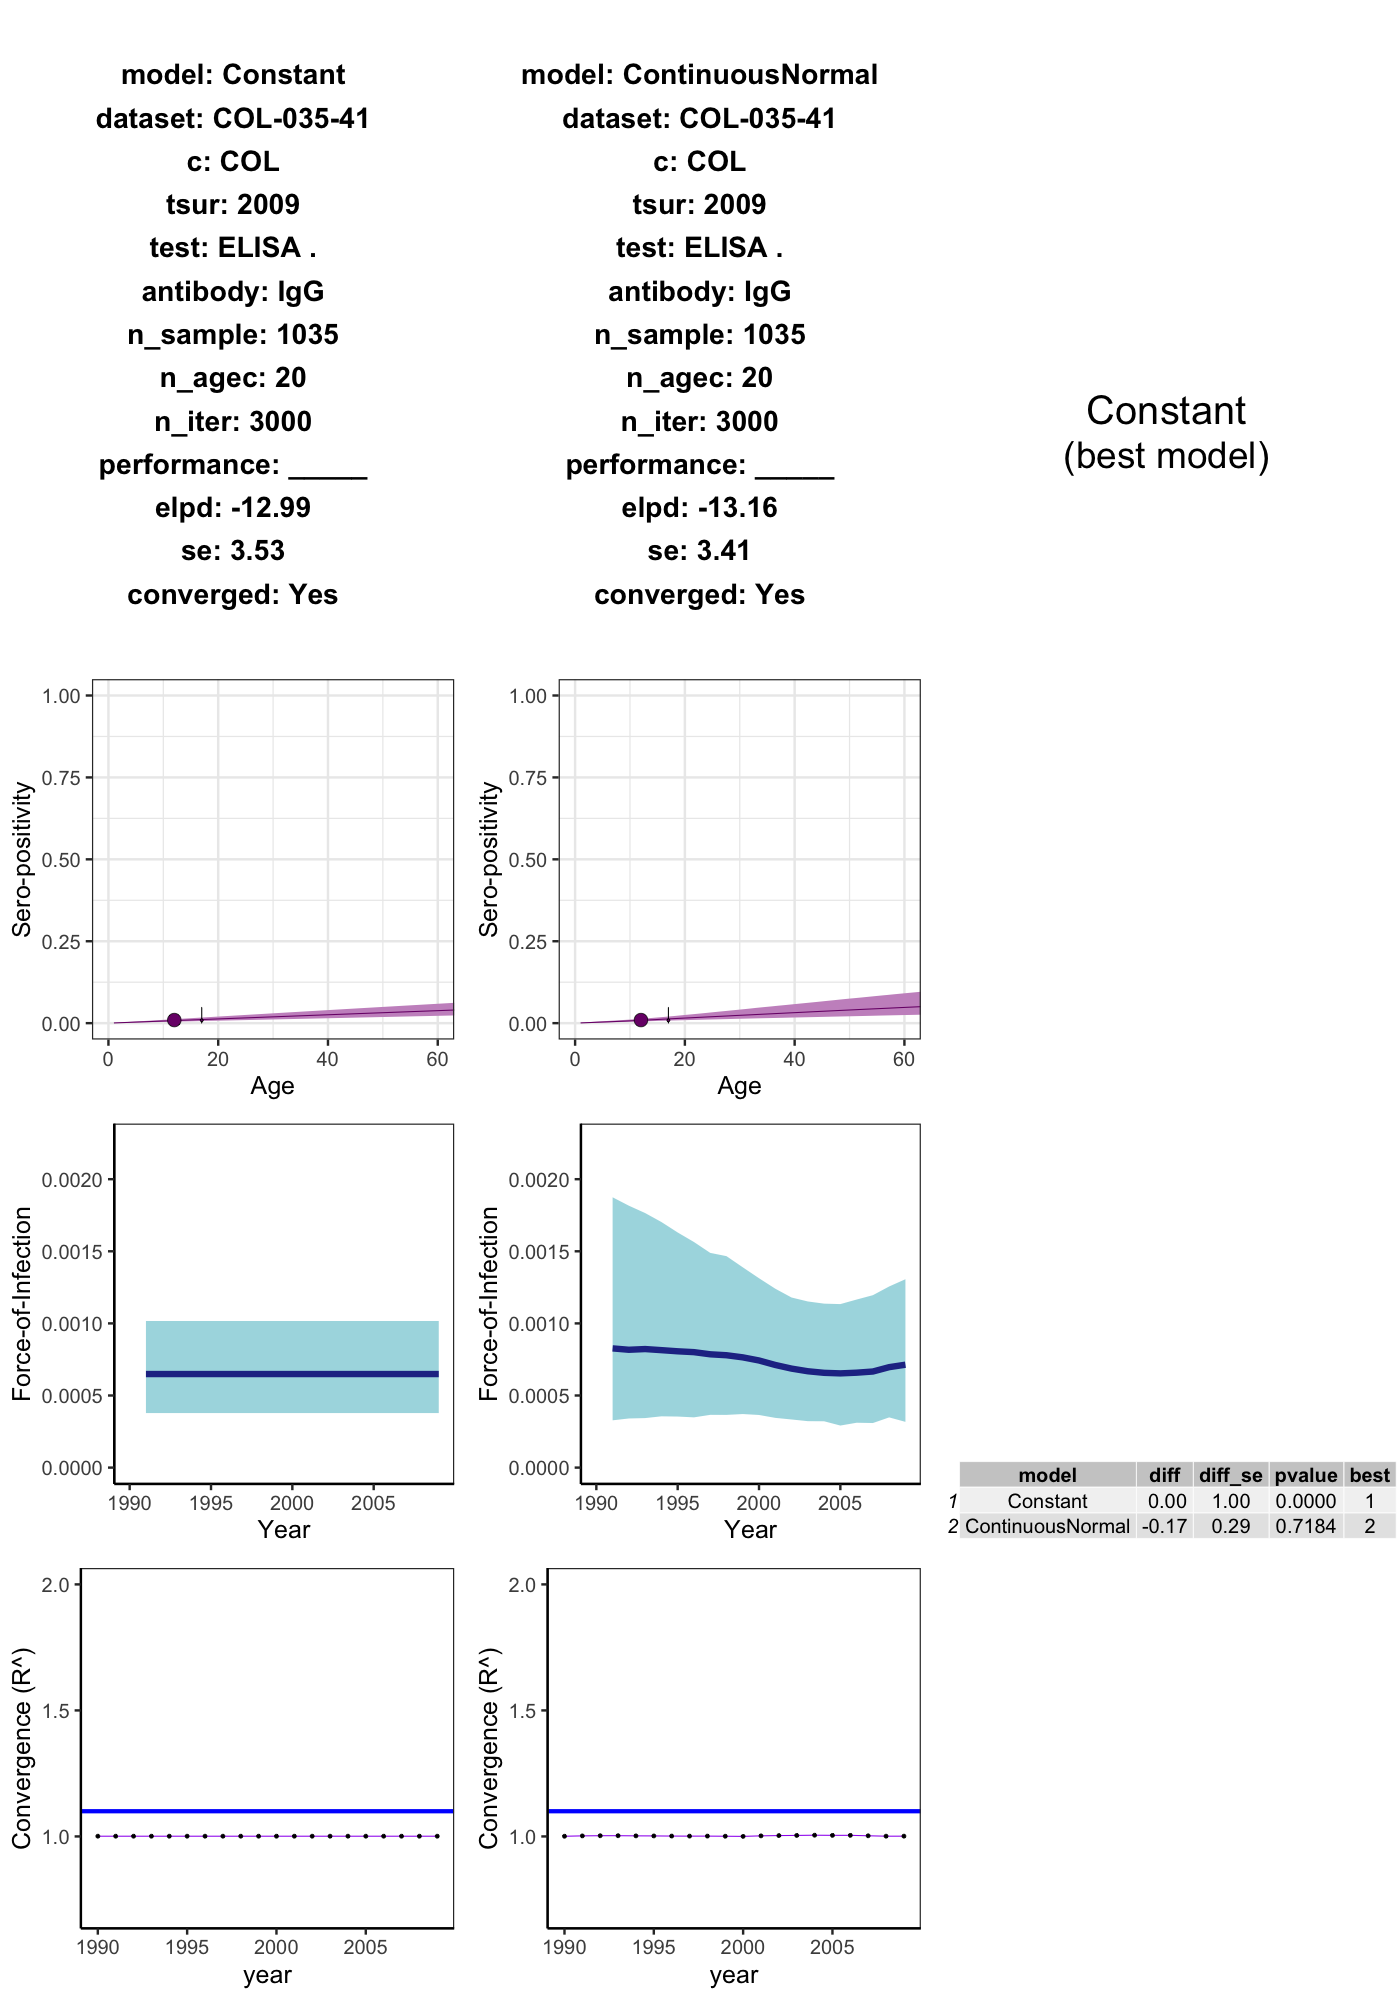 model: Constant
dataset: COL-035-41
c: COL
tsur: 2009
test: ELISA .
antibody: IgG
n_sample: 1035
n_agec: 20
n_iter: 3000
performance: _____
elpd: -12.99
se: 3.53
converged: Yes
model: ContinuousNormal
dataset: COL-035-41
c: COL
tsur: 2009
test: ELISA .
antibody: IgG
n_sample: 1035
n_agec: 20
n_iter: 3000
performance: _____
elpd: -13.16
se: 3.41
converged: Yes
Constant
(best model)
Sero-positivity
1.00
0.75
0.50
0.25
0.00
0 20 40 60
Age
Sero-positivity
1.00
0.75
0.50
0.25
0.00
0 20 40 60
Age
Force-of-Infection
0.0020
0.0015
0.0010
0.0005
0.0000
1990 1995 2000 2005
Year
Force-of-Infection
0.0020
0.0015
0.0010
0.0005
0.0000
1990 1995 2000 2005
Year
model diff diff_se pvalue best
1 Constant 0.00 1.00 0.0000 1
2 ContinuousNormal -0.17 0.29 0.7184 2
Convergence (R^)
2.0
1.5
1.0
1990 1995 2000 2005
year
Convergence (R^)
2.0
1.5
1.0
1990 1995 2000 2005
year